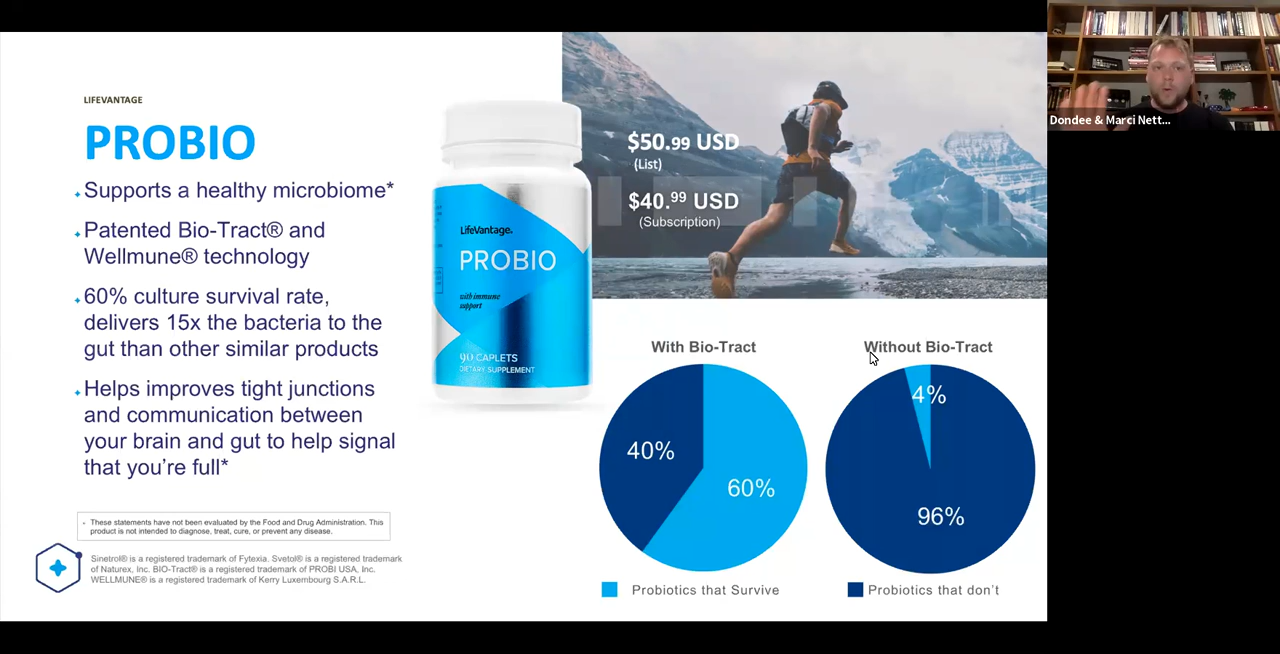 LIFEVANTAGE
PROBIO
Supports a healthy microbiome*
Patented Bio-Tract® and
Wellmune® technology
60% culture survival rate,
delivers 15x the bacteria to the
gut than other similar products
Helps improves tight junctions
and communication between
your brain and gut to help signal
that you're full*
These statements have not been evaluated by the Food and Drug Administration. This
product is not intended to diagnose, treat, cure, or prevent any disease.
Sinetrol® is a registered trademark of Fytexia. Svetol® is a registered trademark
of Naturex, Inc. BIO-Tract® is a registered trademark of PROBI USA, Inc.
WELLMUNE® is a registered trademark of Kerry Luxembourg S.A.R.L.
LifeVantage.
PROBIO
with immune
support
90 CAPLETS
DIETARY SUPPLEMENT
$50.99 USD
(List)
$40.99 USD
(Subscription)
With Bio-Tract
40%
60%
Without Bio-Tract
4%
96%
Probiotics that Survive
Probiotics that don't
Dondee & Marci Nett...